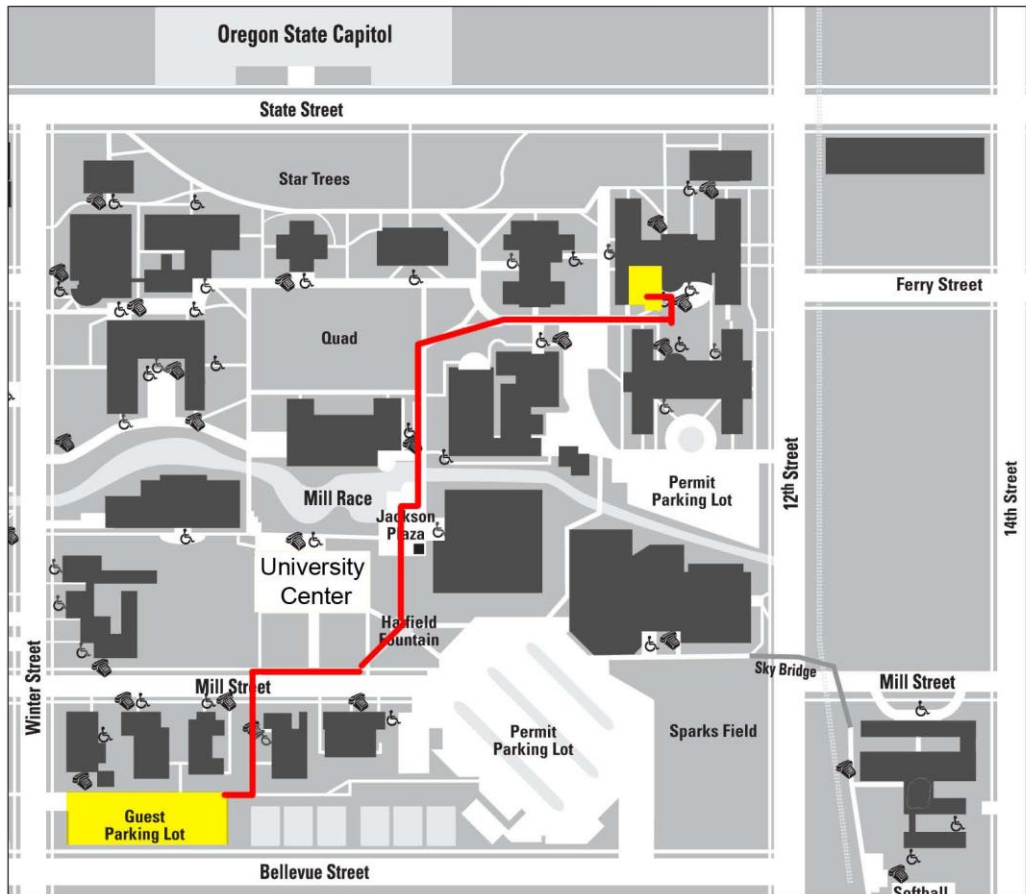 Oregon State Capitol
State Street
Star Trees
Ferry Street
Quad
Permit
Parking Lot
12th Street
14th Street
Mill Race
Jackson
Plaza
University
Center
Hatfield
Fountain
Winter Street
Mill Street
Sky Bridge
Mill Street
Permit
Parking Lot
Sparks Field
Guest
Parking Lot
Bellevue Street
Softball